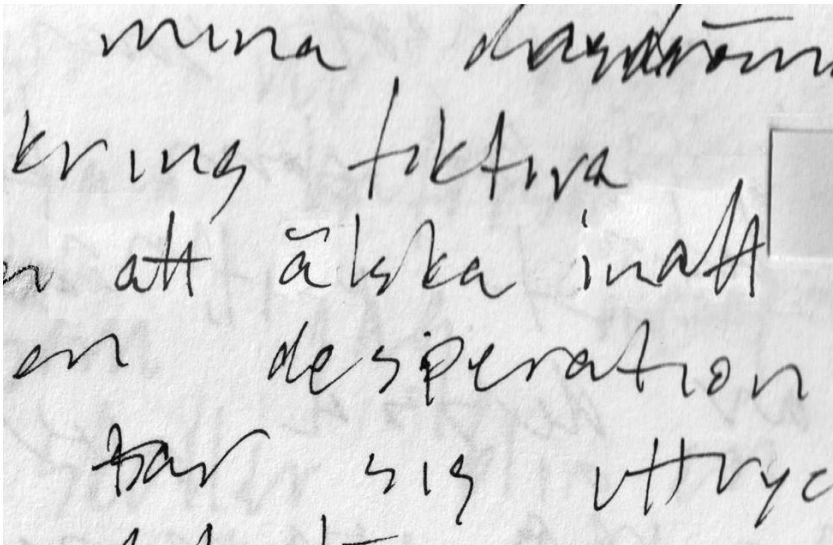 mina dagdröm
kring fiktiva
n att älska inatt
en desperation
tar sig uttryc